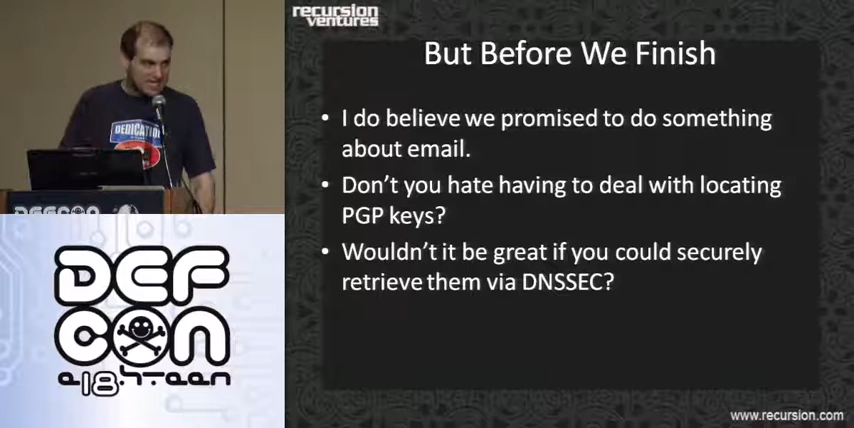 recursion
ventures
But Before We Finish
• I do believe we promised to do something
about email.
• Don't you hate having to deal with locating
PGP keys?
• Wouldn't it be great if you could securely
retrieve them via DNSSEC?
www.recursion.com
DEDICATION
DEFCON
DEF
CON
e18hteen